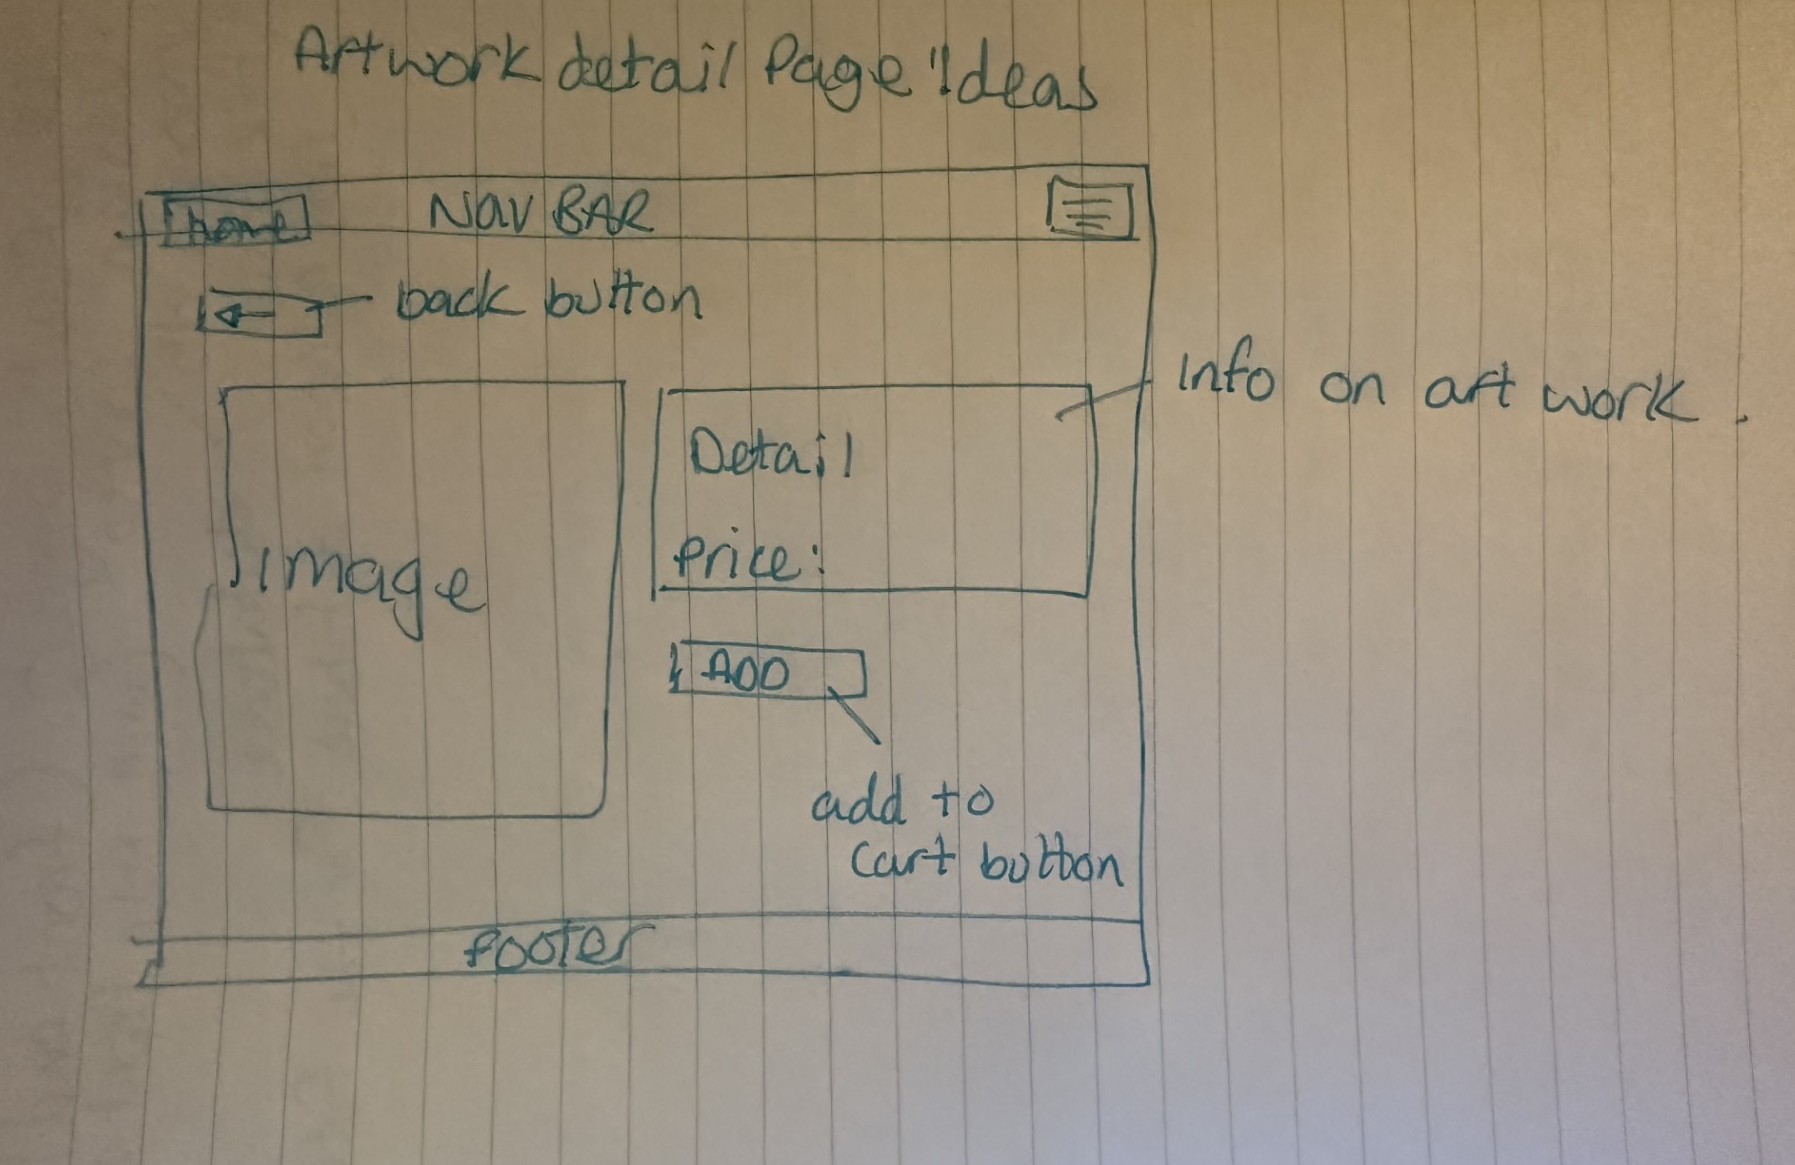 Artwork detail Page Ideas
home NAV BAR
back button
Info on art work.
Detail
Price:
image
ADD
add to
cart button
footer